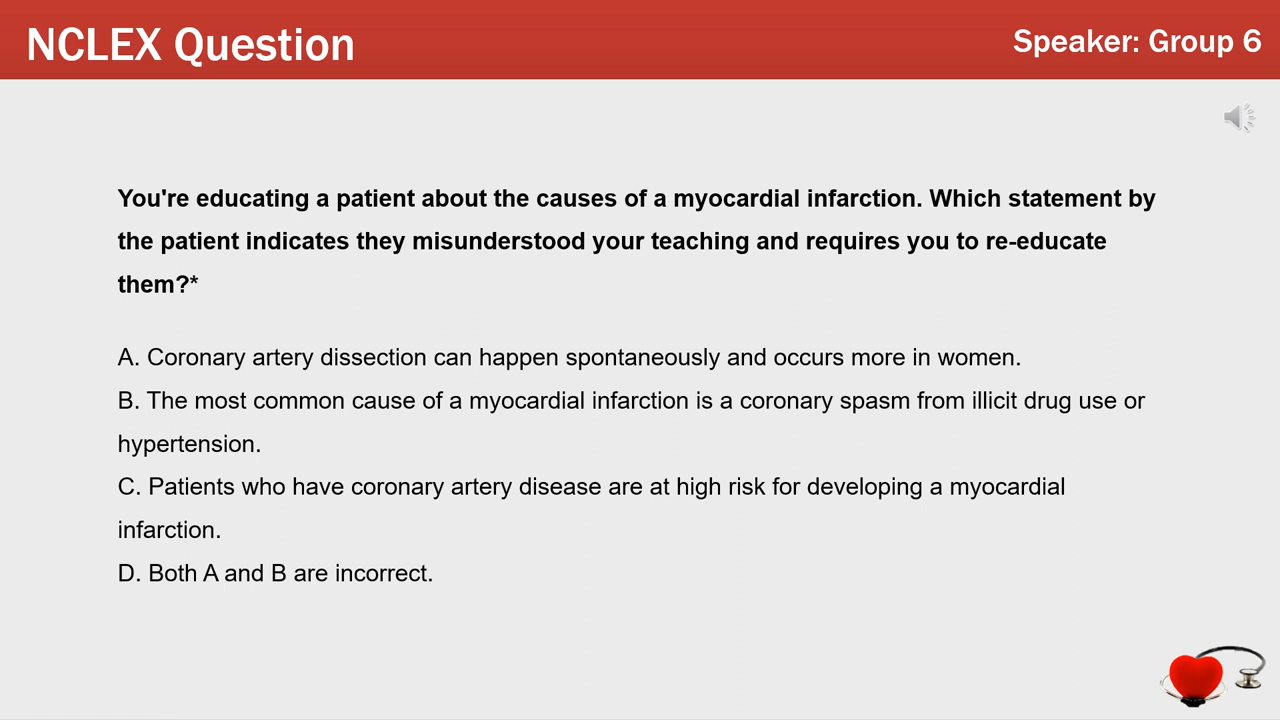 NCLEX Question
Speaker: Group 6
You're educating a patient about the causes of a myocardial infarction. Which statement by
the patient indicates they misunderstood your teaching and requires you to re-educate
them?*
A. Coronary artery dissection can happen spontaneously and occurs more in women.
B. The most common cause of a myocardial infarction is a coronary spasm from illicit drug use or
hypertension.
C. Patients who have coronary artery disease are at high risk for developing a myocardial
infarction.
D. Both A and B are incorrect.